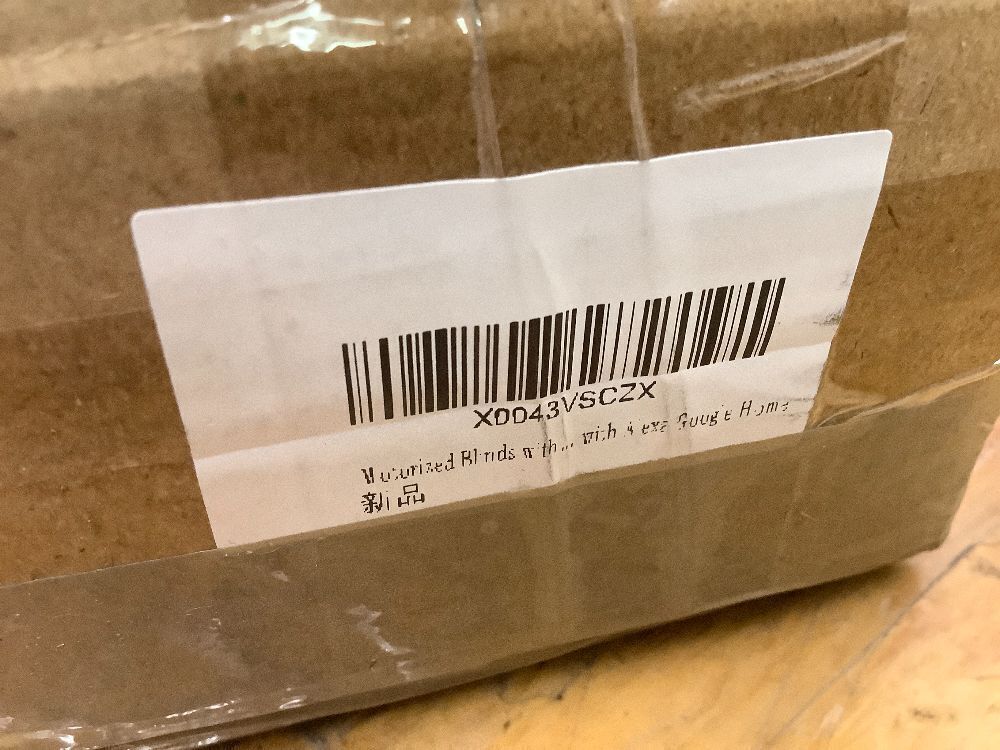 X0043VSCZX
Motorized Blinds with... with Alexa Google Home
新品